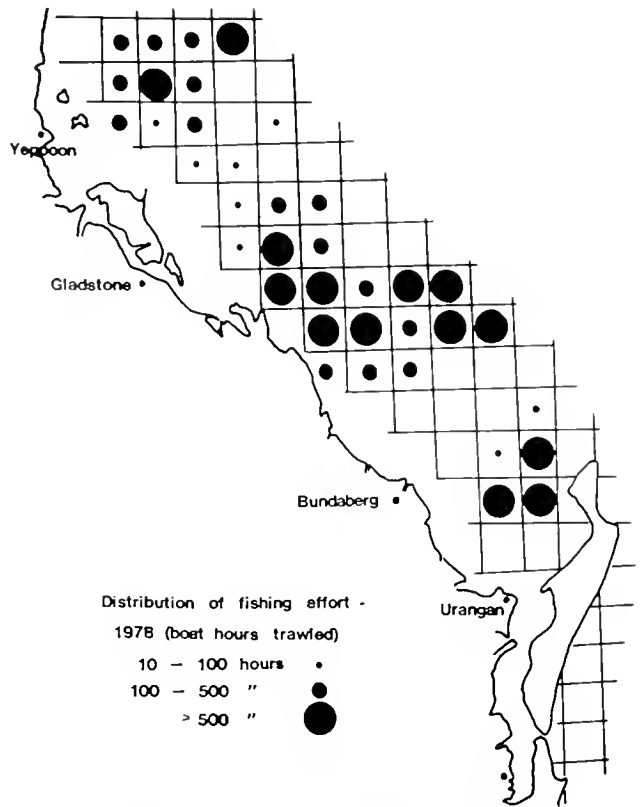 Yeppoon
Gladstone
Bundaberg
Urangan
Distribution of fishing effort -
1978 (boat hours trawled)
10 - 100 hours
100 - 500 "
> 500 "